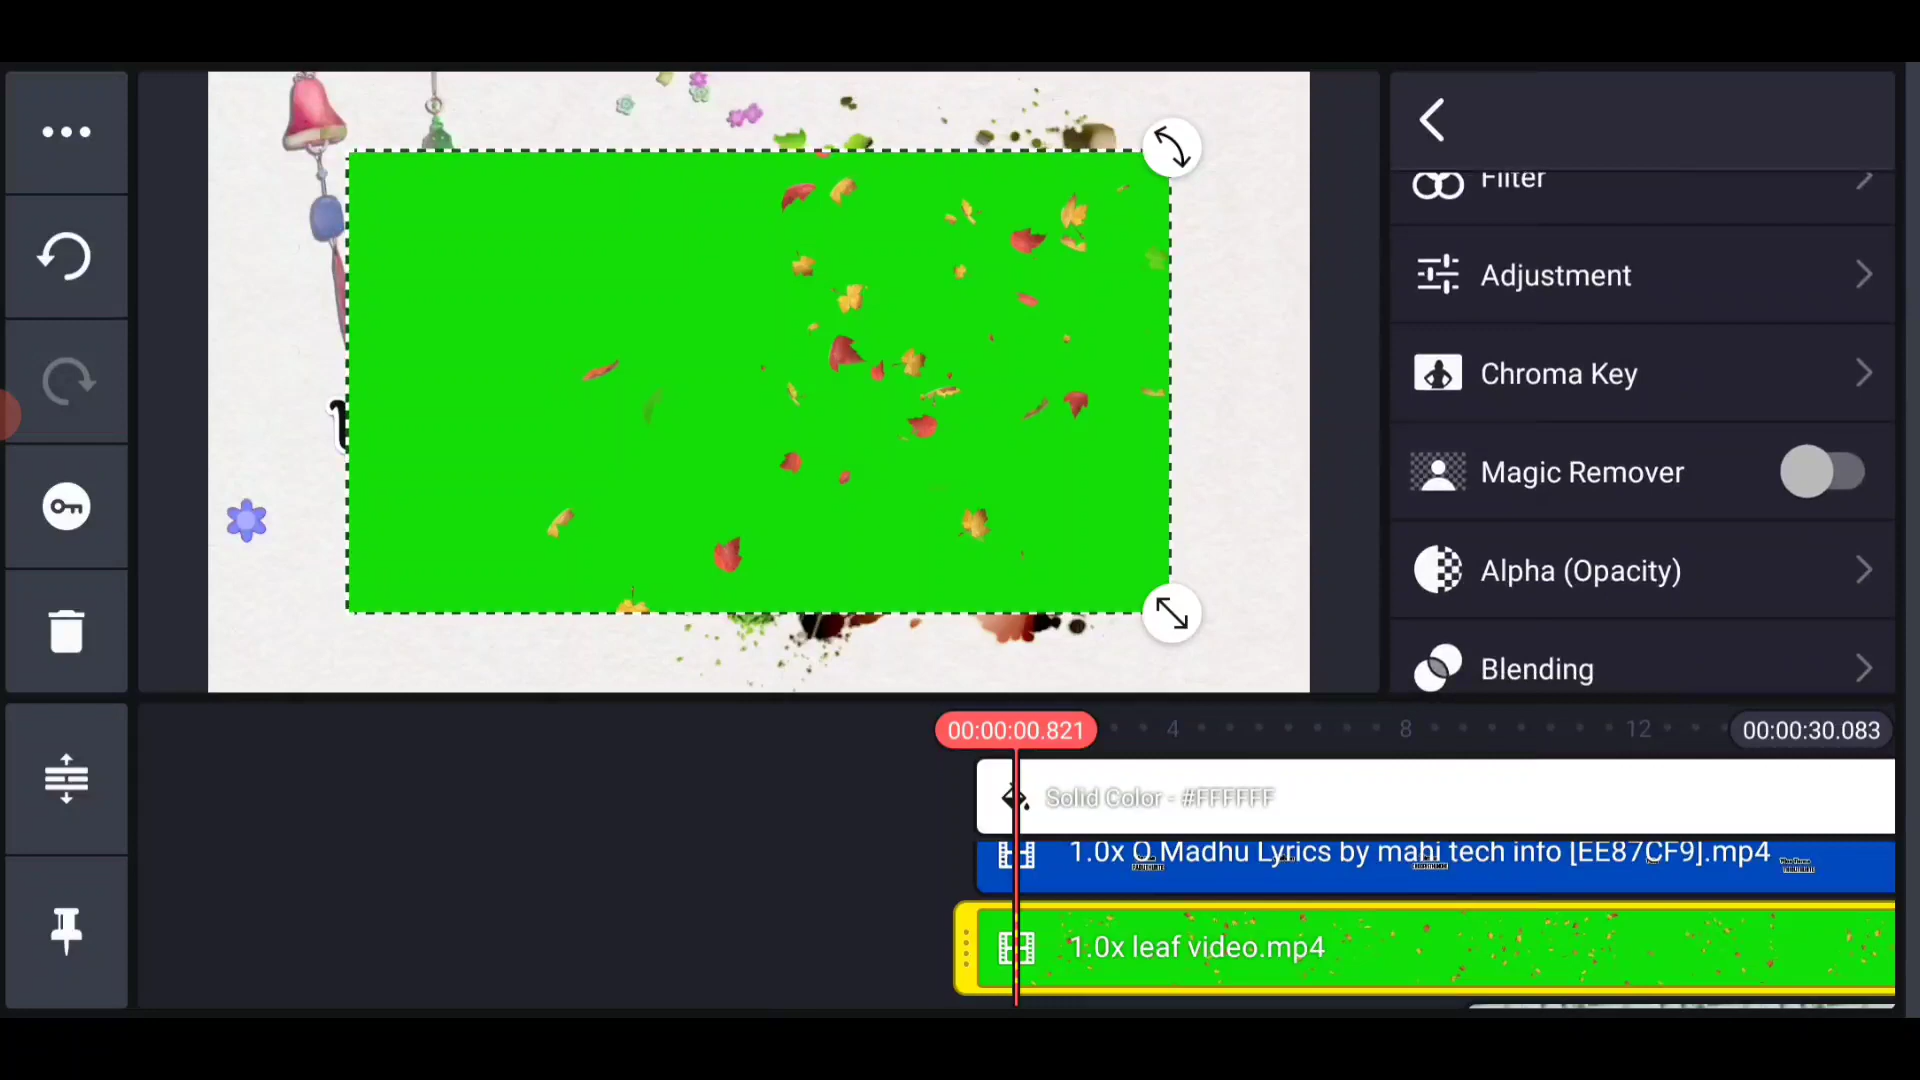 Filter
Adjustment
Chroma Key
Magic Remover
Alpha (Opacity)
Blending
00:00:00.821
4
8
12
00:00:30.083
Solid Color - #FFFFFF
1.0x O Madhu Lyrics by mahi tech info [EE87CF9].mp4
1.0x leaf video.mp4